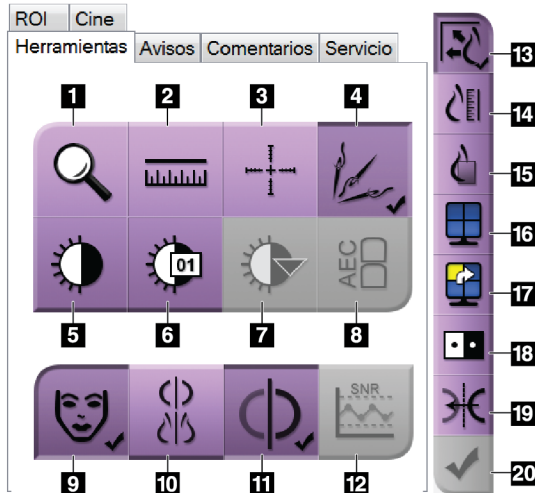 ROI Cine
Herramientas Avisos Comentarios Servicio
1 2 3 4
01
AEC
5 6 7 8
SNR
9 10 11 12
13
14
15
16
17
18
19
20